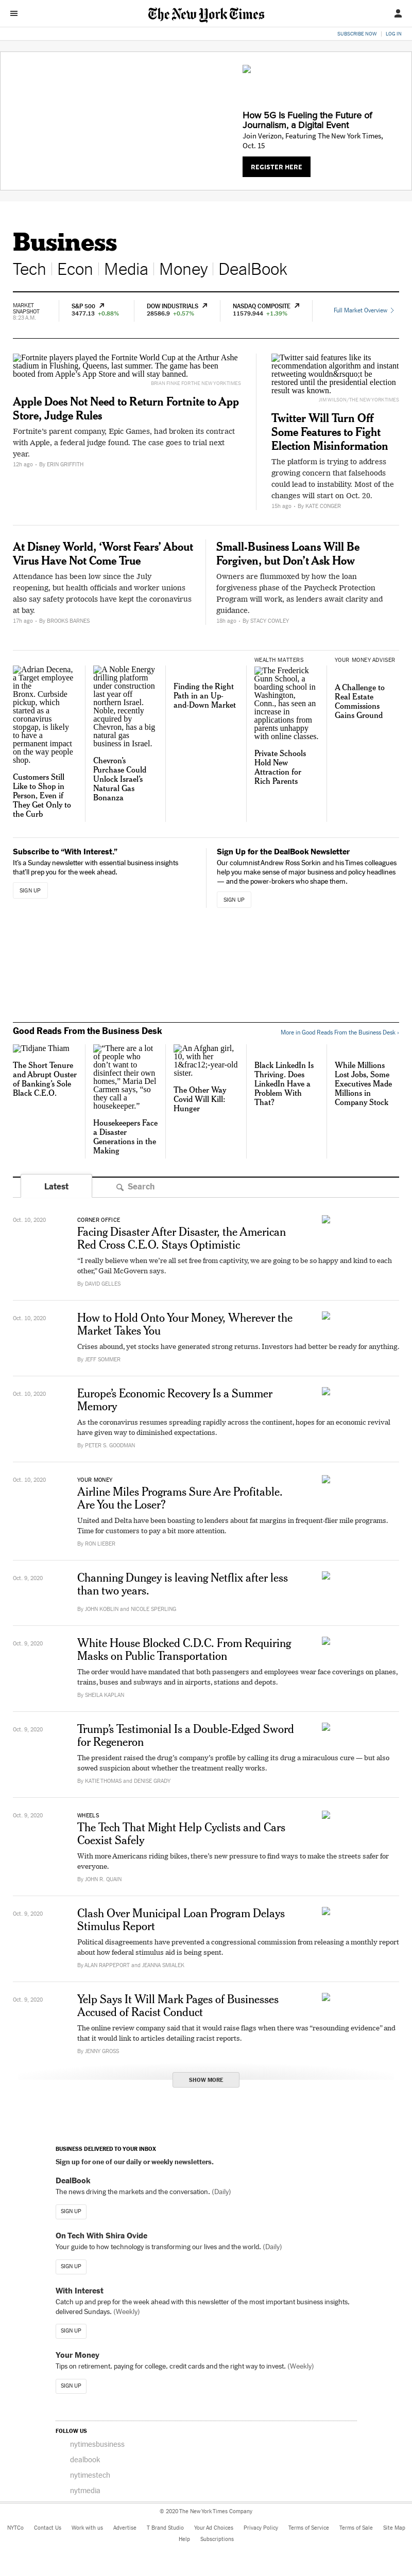 The New York Times
SUBSCRIBE NOW | LOG IN
How 5G Is Fueling the Future of
Journalism, a Digital Event
Join Verizon, Featuring The New York Times,
Oct. 15
REGISTER HERE
Business
Tech | Econ | Media | Money | DealBook
MARKET
SNAPSHOT
8:23 A.M.
S&P 500
3477.13 +0.88%
DOW INDUSTRIALS
28586.9 +0.57%
NASDAQ COMPOSITE
11579.944 +1.39%
Full Market Overview
Fortnite players played the Fortnite World Cup at the Arthur Ashe
stadium in Flushing, Queens, last summer. The game has been
booted from Apple’s App Store and will stay banned.
BRIAN FINKE FOR THE NEW YORK TIMES
Apple Does Not Need to Return Fortnite to App
Store, Judge Rules
Fortnite’s parent company, Epic Games, had broken its contract
with Apple, a federal judge found. The case goes to trial next
year.
12h ago - By ERIN GRIFFITH
Twitter said features like its
recommendation algorithm and instant
retweeting would&rsquot be
restored until the presidential election
result was known.
JIM WILSON/THE NEW YORK TIMES
Twitter Will Turn Off
Some Features to Fight
Election Misinformation
The platform is trying to address
growing concern that falsehoods
could lead to instability. Most of the
changes will start on Oct. 20.
15h ago - By KATE CONGER
At Disney World, ‘Worst Fears’ About
Virus Have Not Come True
Attendance has been low since the July
reopening, but health officials and worker unions
also say safety protocols have kept the coronavirus
at bay.
17h ago - By BROOKS BARNES
Small-Business Loans Will Be
Forgiven, but Don’t Ask How
Owners are flummoxed by how the loan
forgiveness phase of the Paycheck Protection
Program will work, as lenders await clarity and
guidance.
18h ago - By STACY COWLEY
Adrian Decena,
a Target employee
in the
Bronx. Curbside
pickup, which
started as a
coronavirus
stopgap, is likely
to have a
permanent impact
on the way people
shop.
Customers Still
Like to Shop in
Person, Even if
They Get Only to
the Curb
A Noble Energy
drilling platform
under construction
last year off
northern Israel.
Noble, recently
acquired by
Chevron, has a big
natural gas
business in Israel.
Chevron’s
Purchase Could
Unlock Israel’s
Natural Gas
Bonanza
Finding the Right
Path in an Up-
and-Down Market
WEALTH MATTERS
The Frederick
Gunn School, a
boarding school in
Washington,
Conn., has seen an
increase in
applications from
parents unhappy
with online classes.
Private Schools
Hold New
Attraction for
Rich Parents
YOUR MONEY ADVISER
A Challenge to
Real Estate
Commissions
Gains Ground
Subscribe to “With Interest.”
It’s a Sunday newsletter with essential business insights
that’ll prep you for the week ahead.
SIGN UP
Sign Up for the DealBook Newsletter
Our columnist Andrew Ross Sorkin and his Times colleagues
help you make sense of major business and policy headlines
— and the power-brokers who shape them.
SIGN UP
Good Reads From the Business Desk
More in Good Reads From the Business Desk »
Tidjane Thiam
The Short Tenure
and Abrupt Ouster
of Banking’s Sole
Black C.E.O.
“There are a lot
of people who
don’t want to
disinfect their own
homes,” Maria Del
Carmen says, “so
they call a
housekeeper.”
Housekeepers Face
a Disaster
Generations in the
Making
An Afghan girl,
10, with her
1&frac12;-year-old
sister.
The Other Way
Covid Will Kill:
Hunger
Black LinkedIn Is
Thriving. Does
LinkedIn Have a
Problem With
That?
While Millions
Lost Jobs, Some
Executives Made
Millions in
Company Stock
Latest
Search
Oct. 10, 2020
CORNER OFFICE
Facing Disaster After Disaster, the American
Red Cross C.E.O. Stays Optimistic
“I really believe when we’re all set free from captivity, we are going to be so happy and kind to each
other,” Gail McGovern says.
By DAVID GELLES
Oct. 10, 2020
How to Hold Onto Your Money, Wherever the
Market Takes You
Crises abound, yet stocks have generated strong returns. Investors had better be ready for anything.
By JEFF SOMMER
Oct. 10, 2020
Europe’s Economic Recovery Is a Summer
Memory
As the coronavirus resumes spreading rapidly across the continent, hopes for an economic revival
have given way to diminished expectations.
By PETER S. GOODMAN
Oct. 10, 2020
YOUR MONEY
Airline Miles Programs Sure Are Profitable.
Are You the Loser?
United and Delta have been boasting to lenders about fat margins in frequent-flier mile programs.
Time for customers to pay a bit more attention.
By RON LIEBER
Oct. 9, 2020
Channing Dungey is leaving Netflix after less
than two years.
By JOHN KOBLIN and NICOLE SPERLING
Oct. 9, 2020
White House Blocked C.D.C. From Requiring
Masks on Public Transportation
The order would have mandated that both passengers and employees wear face coverings on planes,
trains, buses and subways and in airports, stations and depots.
By SHEILA KAPLAN
Oct. 9, 2020
Trump’s Testimonial Is a Double-Edged Sword
for Regeneron
The president raised the drug’s company’s profile by calling its drug a miraculous cure — but also
sowed suspicion about whether the treatment really works.
By KATIE THOMAS and DENISE GRADY
Oct. 9, 2020
WHEELS
The Tech That Might Help Cyclists and Cars
Coexist Safely
With more Americans riding bikes, there’s new pressure to find ways to make the streets safer for
everyone.
By JOHN R. QUAIN
Oct. 9, 2020
Clash Over Municipal Loan Program Delays
Stimulus Report
Political disagreements have prevented a congressional commission from releasing a monthly report
about how federal stimulus aid is being spent.
By ALAN RAPPEPORT and JEANNA SMIALEK
Oct. 9, 2020
Yelp Says It Will Mark Pages of Businesses
Accused of Racist Conduct
The online review company said that it would raise flags when there was “resounding evidence” and
that it would link to articles detailing racist reports.
By JENNY GROSS
SHOW MORE
BUSINESS DELIVERED TO YOUR INBOX
Sign up for one of our daily or weekly newsletters.
DealBook
The news driving the markets and the conversation. (Daily)
SIGN UP
On Tech With Shira Ovide
Your guide to how technology is transforming our lives and the world. (Daily)
SIGN UP
With Interest
Catch up and prep for the week ahead with this newsletter of the most important business insights,
delivered Sundays. (Weekly)
SIGN UP
Your Money
Tips on retirement, paying for college, credit cards and the right way to invest. (Weekly)
SIGN UP
FOLLOW US
nytimesbusiness
dealbook
nytimestech
nytmedia
© 2020 The New York Times Company
NYTCo Contact Us Work with us Advertise T Brand Studio Your Ad Choices Privacy Policy Terms of Service Terms of Sale Site Map
Help Subscriptions